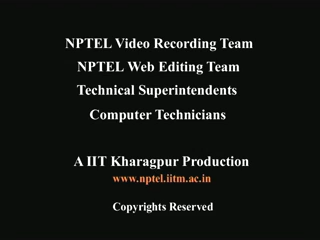 NPTEL Video Recording Team
NPTEL Web Editing Team
Technical Superintendents
Computer Technicians
A IIT Kharagpur Production
www.nptel.iitm.ac.in
Copyrights Reserved